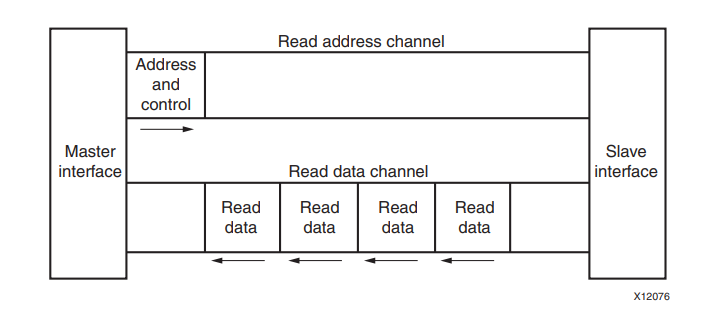 Read address channel
Address
and
control
Master
interface
Slave
interface
Read data channel
Read
data
Read
data
Read
data
Read
data
X12076